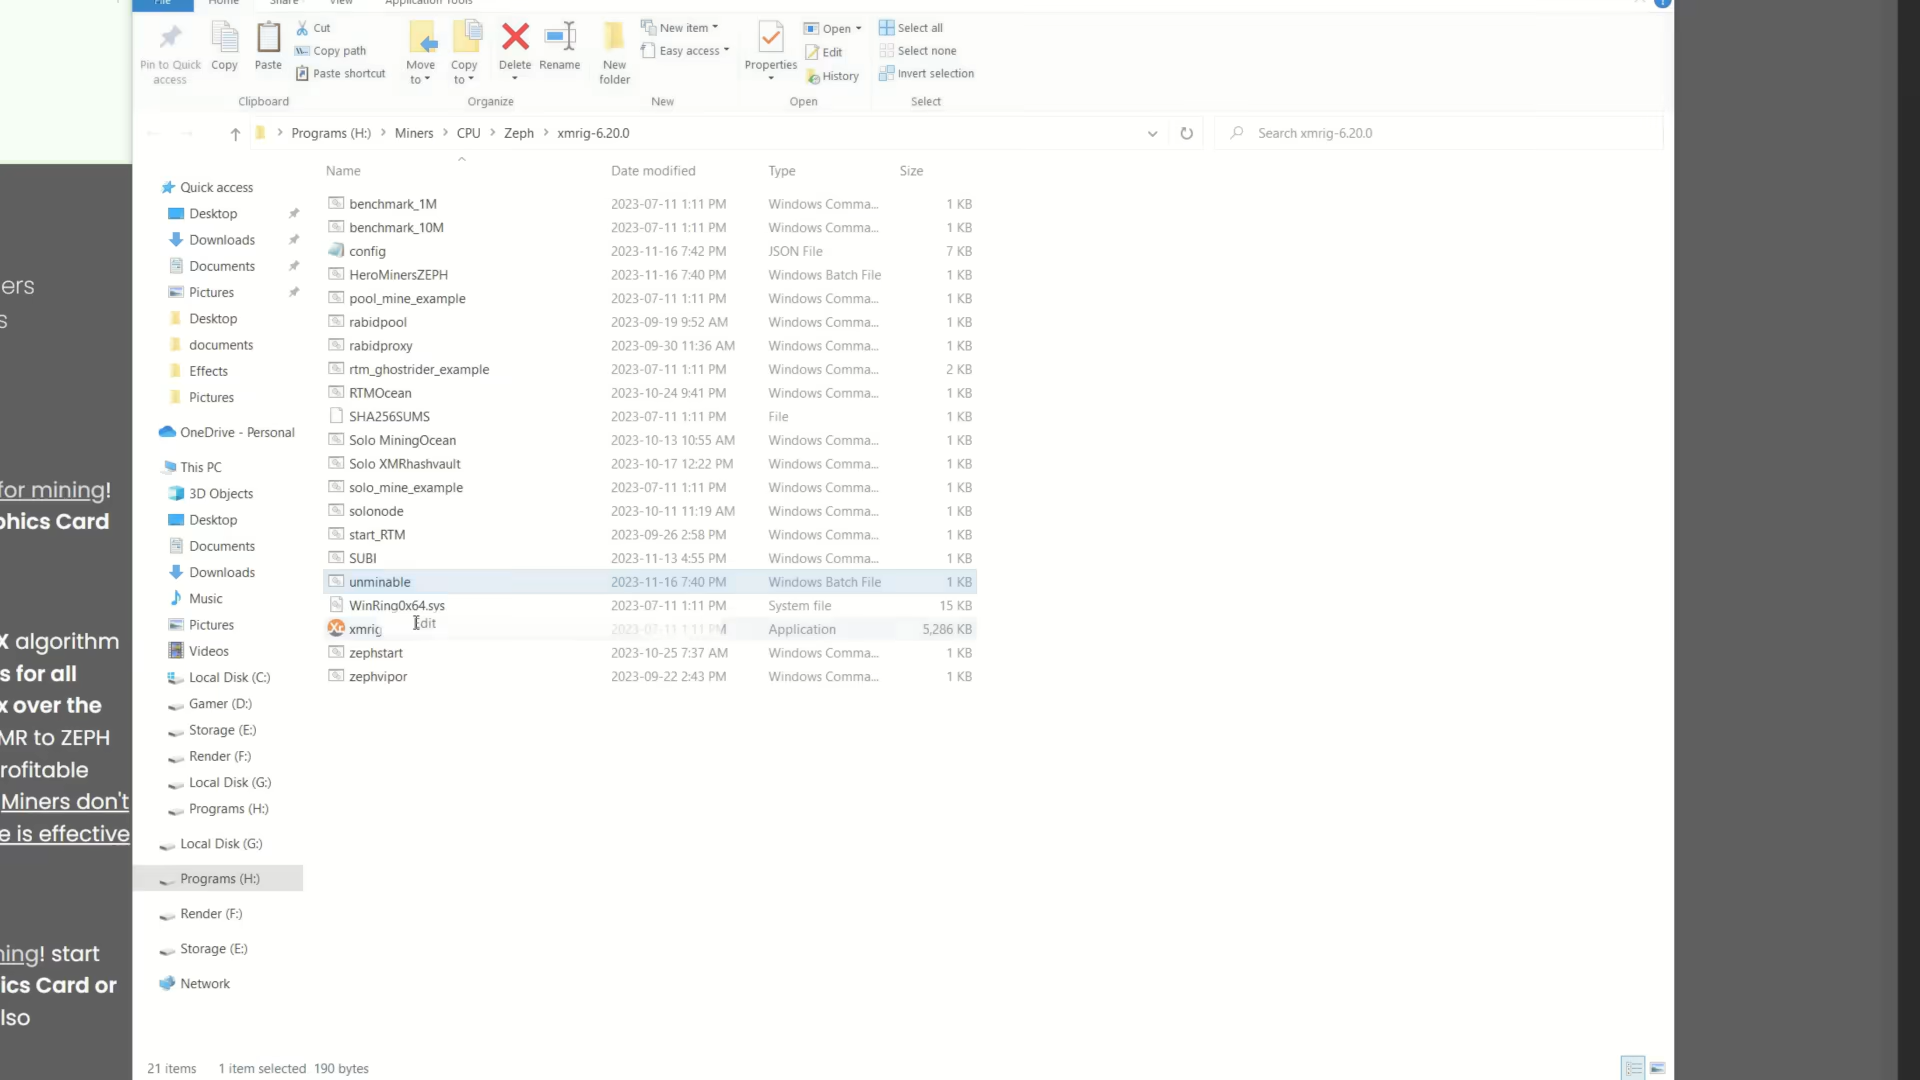 File
Home
Share
View
Application Tools
Pin to Quick access
Copy
Paste
Cut
Copy path
Paste shortcut
Clipboard
Move to
Copy to
Delete
Rename
Organize
New folder
New item
Easy access
New
Properties
Open
Edit
History
Open
Select all
Select none
Invert selection
Select
Programs (H:) > Miners > CPU > Zeph > xmrig-6.20.0
Search xmrig-6.20.0
Name Date modified Type Size
benchmark_1M 2023-07-11 1:11 PM Windows Comma... 1 KB
benchmark_10M 2023-07-11 1:11 PM Windows Comma... 1 KB
config 2023-11-16 7:42 PM JSON File 7 KB
HeroMinersZEPH 2023-11-16 7:40 PM Windows Batch File 1 KB
pool_mine_example 2023-07-11 1:11 PM Windows Comma... 1 KB
rabidpool 2023-09-19 9:52 AM Windows Comma... 1 KB
rabidproxy 2023-09-30 11:36 AM Windows Comma... 1 KB
rtm_ghostrider_example 2023-07-11 1:11 PM Windows Comma... 2 KB
RTMOcean 2023-10-24 9:41 PM Windows Comma... 1 KB
SHA256SUMS 2023-07-11 1:11 PM File 1 KB
Solo MiningOcean 2023-10-13 10:55 AM Windows Comma... 1 KB
Solo XMRhashvault 2023-10-17 12:22 PM Windows Comma... 1 KB
solo_mine_example 2023-07-11 1:11 PM Windows Comma... 1 KB
solonode 2023-10-11 11:19 AM Windows Comma... 1 KB
start_RTM 2023-09-26 2:58 PM Windows Comma... 1 KB
SUBI 2023-11-13 4:55 PM Windows Comma... 1 KB
unminable 2023-11-16 7:40 PM Windows Batch File 1 KB
WinRing0x64.sys 2023-07-11 1:11 PM System file 15 KB
Edit
xmrig 2023-07-11 1:11 PM Application 5,286 KB
zephstart 2023-10-25 7:37 AM Windows Comma... 1 KB
zephvipor 2023-09-22 2:43 PM Windows Comma... 1 KB
Quick access
Desktop
Downloads
Documents
Pictures
Desktop
documents
Effects
Pictures
OneDrive - Personal
This PC
3D Objects
Desktop
Documents
Downloads
Music
Pictures
Videos
Local Disk (C:)
Gamer (D:)
Storage (E:)
Render (F:)
Local Disk (G:)
Programs (H:)
Local Disk (G:)
Programs (H:)
Render (F:)
Storage (E:)
Network
21 items 1 item selected 190 bytes
ers
s
for mining!
phics Card
X algorithm
s for all
x over the
MR to ZEPH
rofitable
Miners don't
e is effective
ning! start
ics Card or
lso